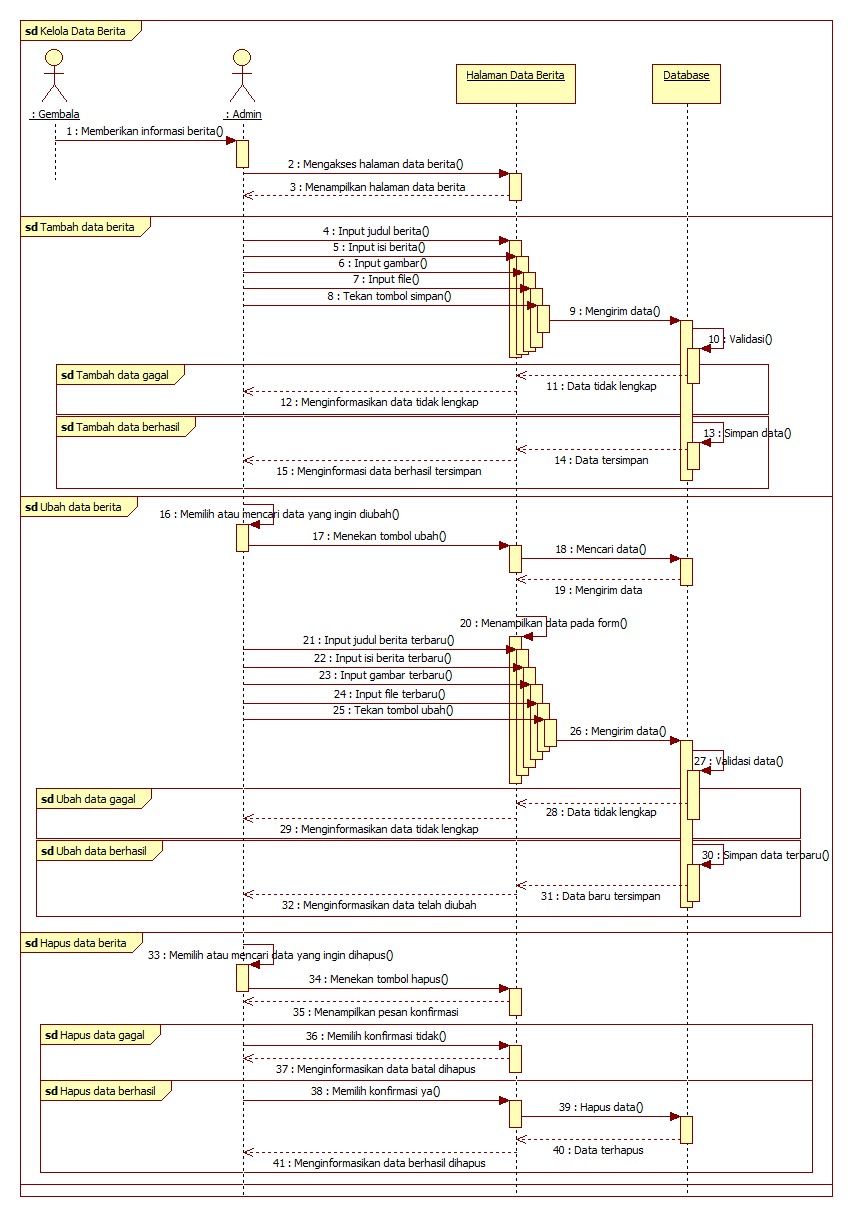 sd Kelola Data Berita
: Gembala
: Admin
Halaman Data Berita
Database
1 : Memberikan informasi berita()
2 : Mengakses halaman data berita()
3 : Menampilkan halaman data berita
sd Tambah data berita
4 : Input judul berita()
5 : Input isi berita()
6 : Input gambar()
7 : Input file()
8 : Tekan tombol simpan()
9 : Mengirim data()
10 : Validasi()
sd Tambah data gagal
11 : Data tidak lengkap
12 : Menginformasikan data tidak lengkap
sd Tambah data berhasil
13 : Simpan data()
14 : Data tersimpan
15 : Menginformasi data berhasil tersimpan
sd Ubah data berita
16 : Memilih atau mencari data yang ingin diubah()
17 : Menekan tombol ubah()
18 : Mencari data()
19 : Mengirim data
20 : Menampilkan data pada form()
21 : Input judul berita terbaru()
22 : Input isi berita terbaru()
23 : Input gambar terbaru()
24 : Input file terbaru()
25 : Tekan tombol ubah()
26 : Mengirim data()
27 : Validasi data()
sd Ubah data gagal
28 : Data tidak lengkap
29 : Menginformasikan data tidak lengkap
sd Ubah data berhasil
30 : Simpan data terbaru()
31 : Data baru tersimpan
32 : Menginformasikan data telah diubah
sd Hapus data berita
33 : Memilih atau mencari data yang ingin dihapus()
34 : Menekan tombol hapus()
35 : Menampilkan pesan konfirmasi
sd Hapus data gagal
36 : Memilih konfirmasi tidak()
37 : Menginformasikan data batal dihapus
sd Hapus data berhasil
38 : Memilih konfirmasi ya()
39 : Hapus data()
40 : Data terhapus
41 : Menginformasikan data berhasil dihapus